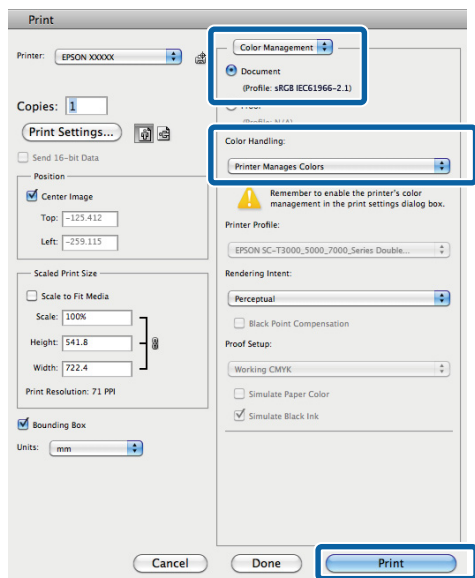 Print
Printer: EPSON XXXXX
Copies: 1
Print Settings...
Send 16-bit Data
Position
Center Image
Top: -125.412
Left: -259.115
Scaled Print Size
Scale to Fit Media
Scale: 100%
Height: 541.8
Width: 722.4
Print Resolution: 71 PPI
Bounding Box
Units: mm
Color Management
Document
(Profile: sRGB IEC61966-2.1)
Color Handling:
Printer Manages Colors
Remember to enable the printer's color
management in the print settings dialog box.
Printer Profile:
EPSON SC-T3000_5000_7000_Series Double...
Rendering Intent:
Perceptual
Black Point Compensation
Proof Setup:
Working CMYK
Simulate Paper Color
Simulate Black Ink
Cancel
Done
Print